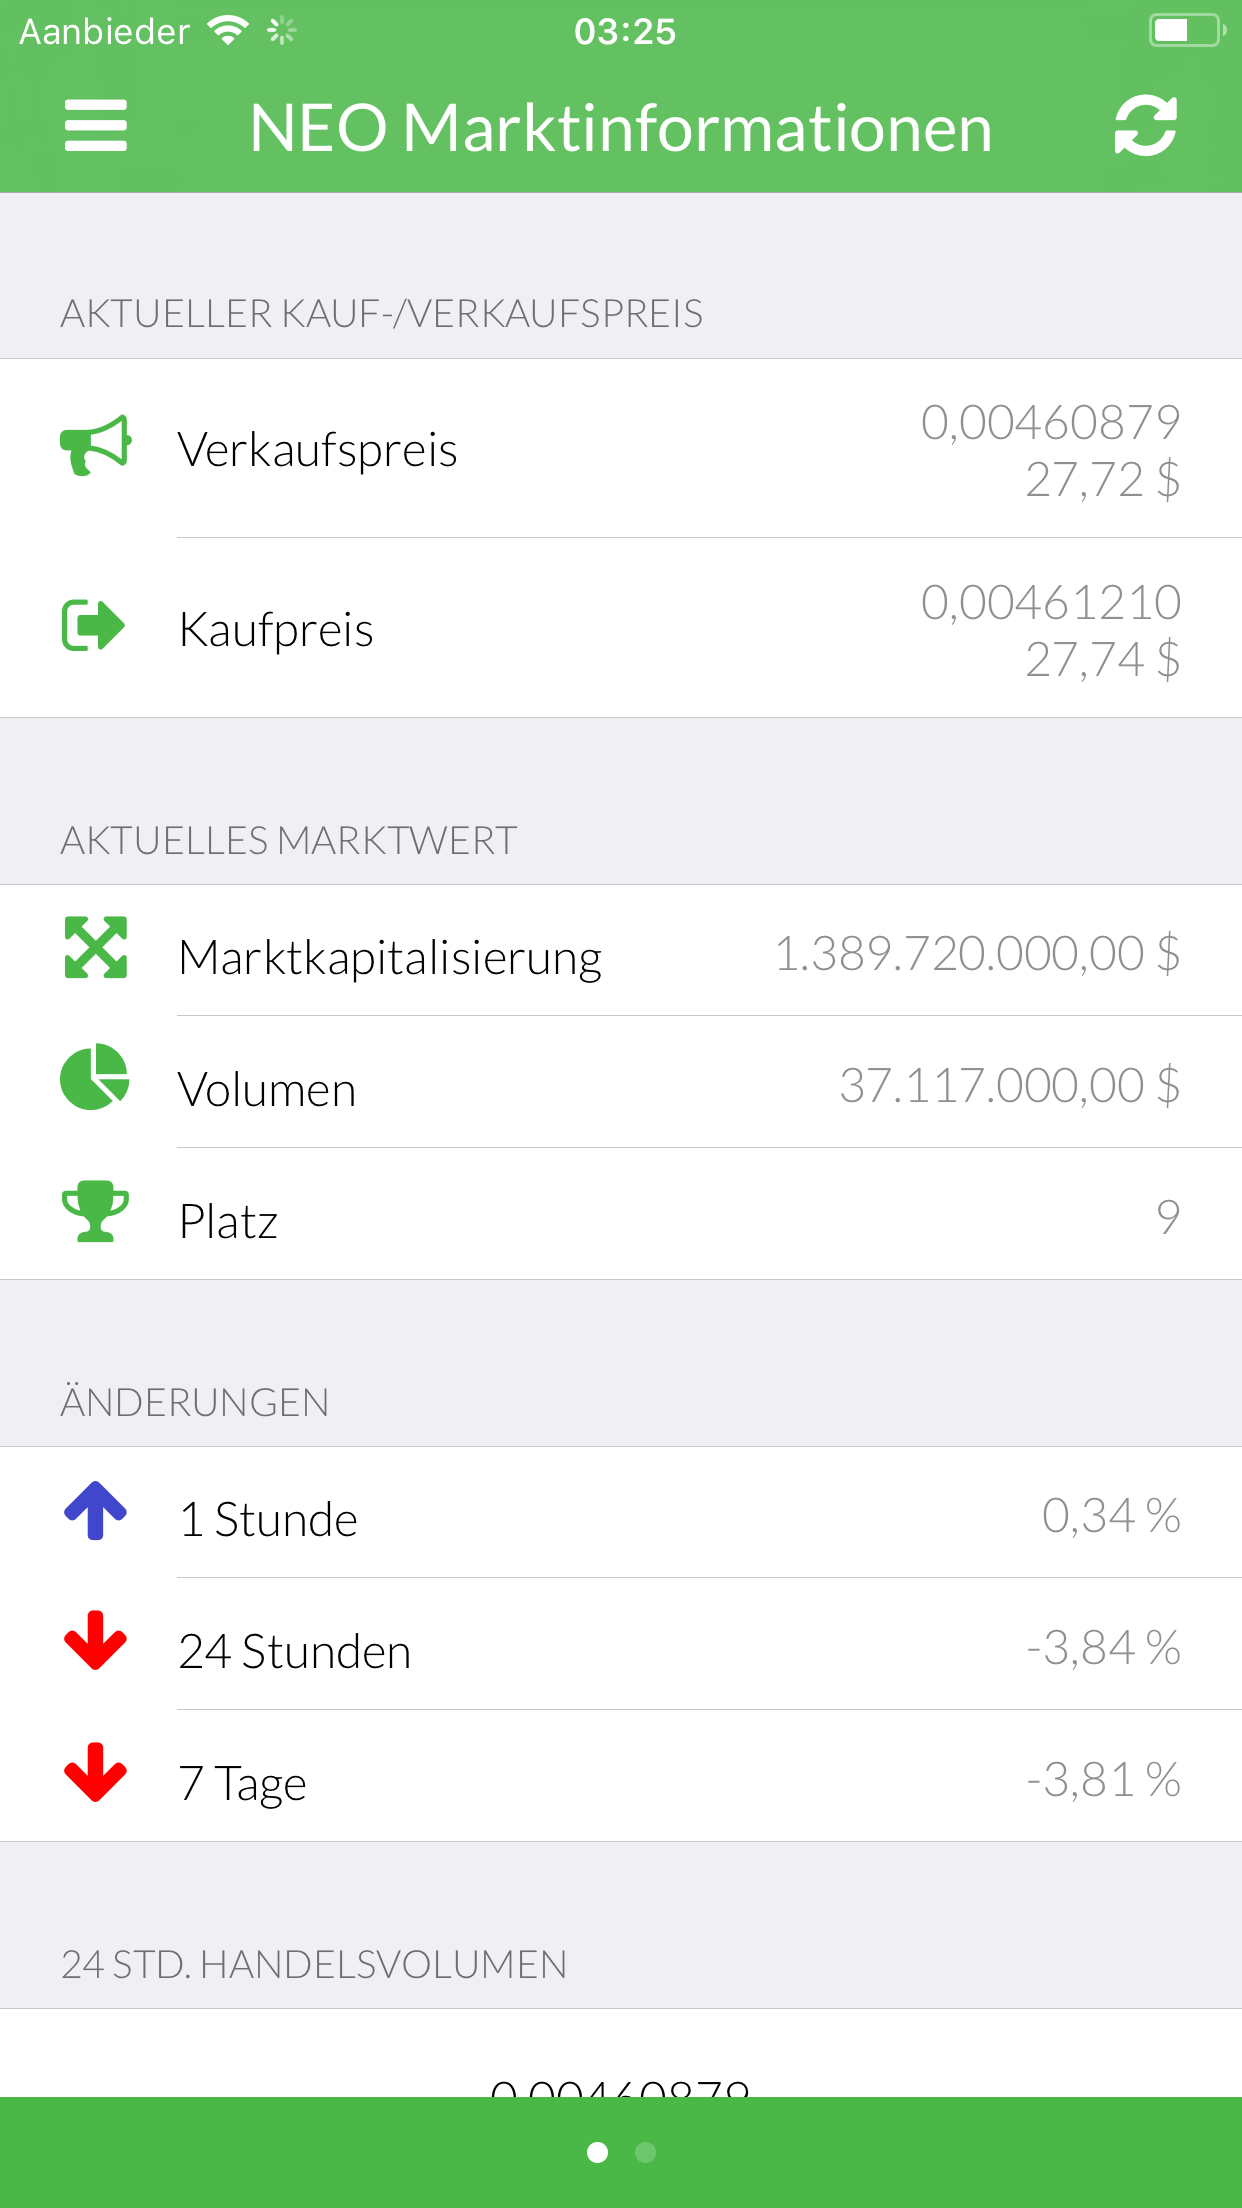 Aanbieder
03:25
NEO Marktinformationen
AKTUELLER KAUF-/VERKAUFSPREIS
Verkaufspreis
0,00460879
27,72 $
Kaufpreis
0,00461210
27,74 $
AKTUELLES MARKTWERT
Marktkapitalisierung
1.389.720.000,00 $
Volumen
37.117.000,00 $
Platz
9
ÄNDERUNGEN
1 Stunde
0,34 %
24 Stunden
-3,84 %
7 Tage
-3,81 %
24 STD. HANDELSVOLUMEN
0,00460879